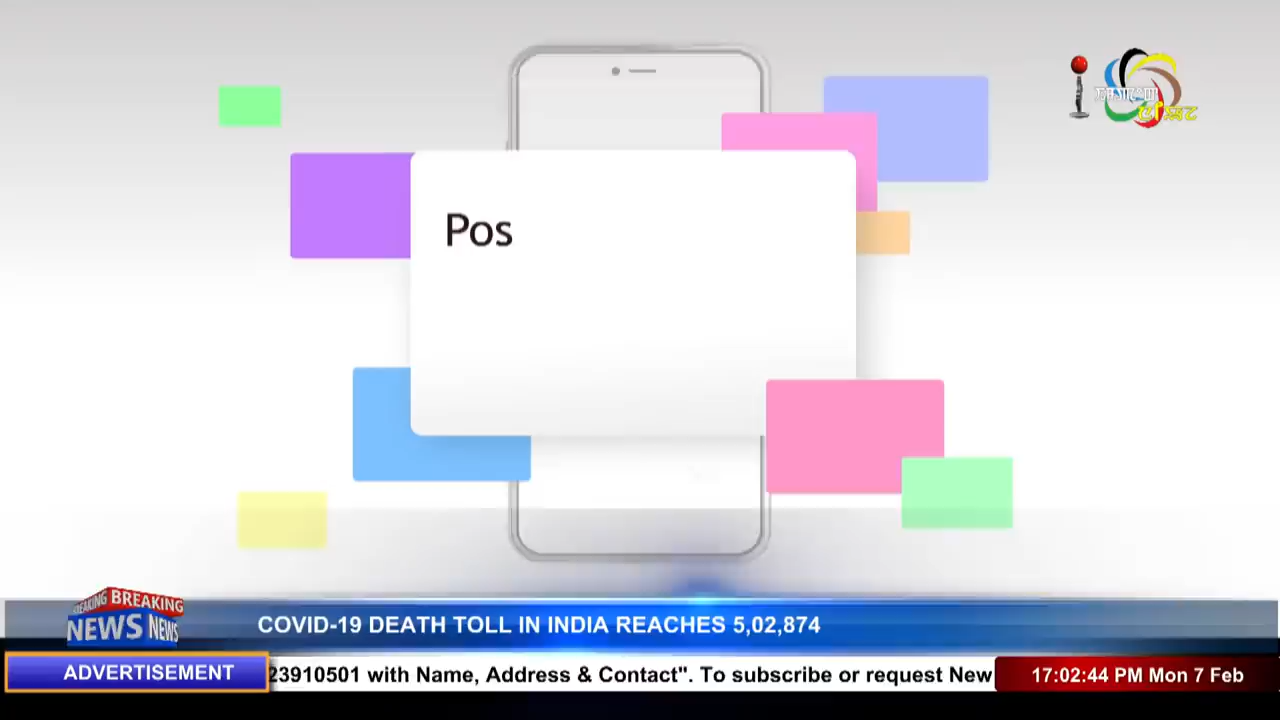 Pos
BREAKING
BREAKING
NEWS NEWS
COVID-19 DEATH TOLL IN INDIA REACHES 5,02,874
ADVERTISEMENT
23910501 with Name, Address & Contact". To subscribe or request New
17:02:44 PM Mon 7 Feb